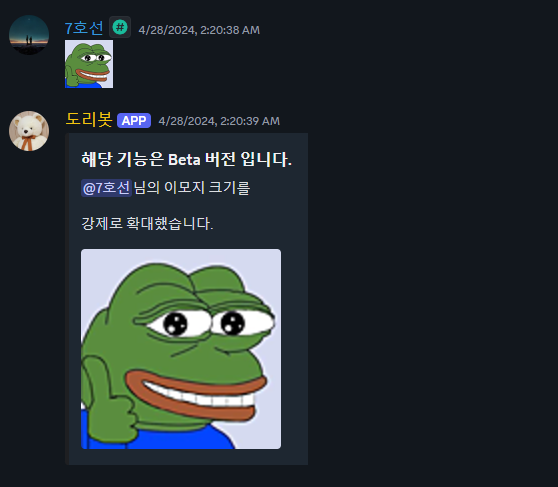 7호선 # 4/28/2024, 2:20:38 AM
도리봇 APP 4/28/2024, 2:20:39 AM
해당 기능은 Beta 버전 입니다.
@7호선님의 이모지 크기를
강제로 확대했습니다.